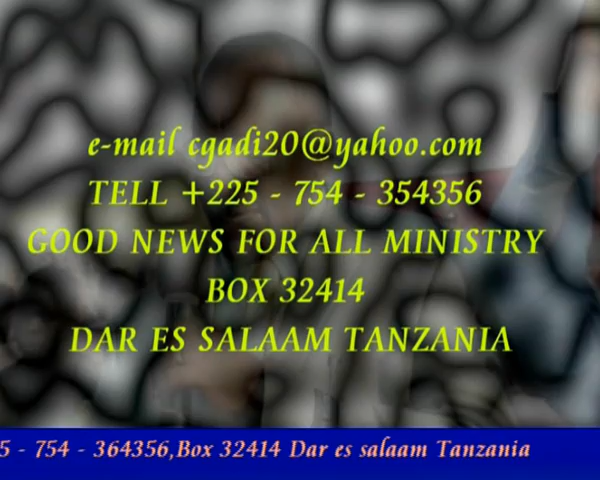 e-mail cgadi20@yahoo.com
TELL +225 - 754 - 354356
GOOD NEWS FOR ALL MINISTRY
BOX 32414
DAR ES SALAAM TANZANIA
5 - 754 - 364356,Box 32414 Dar es salaam Tanzania